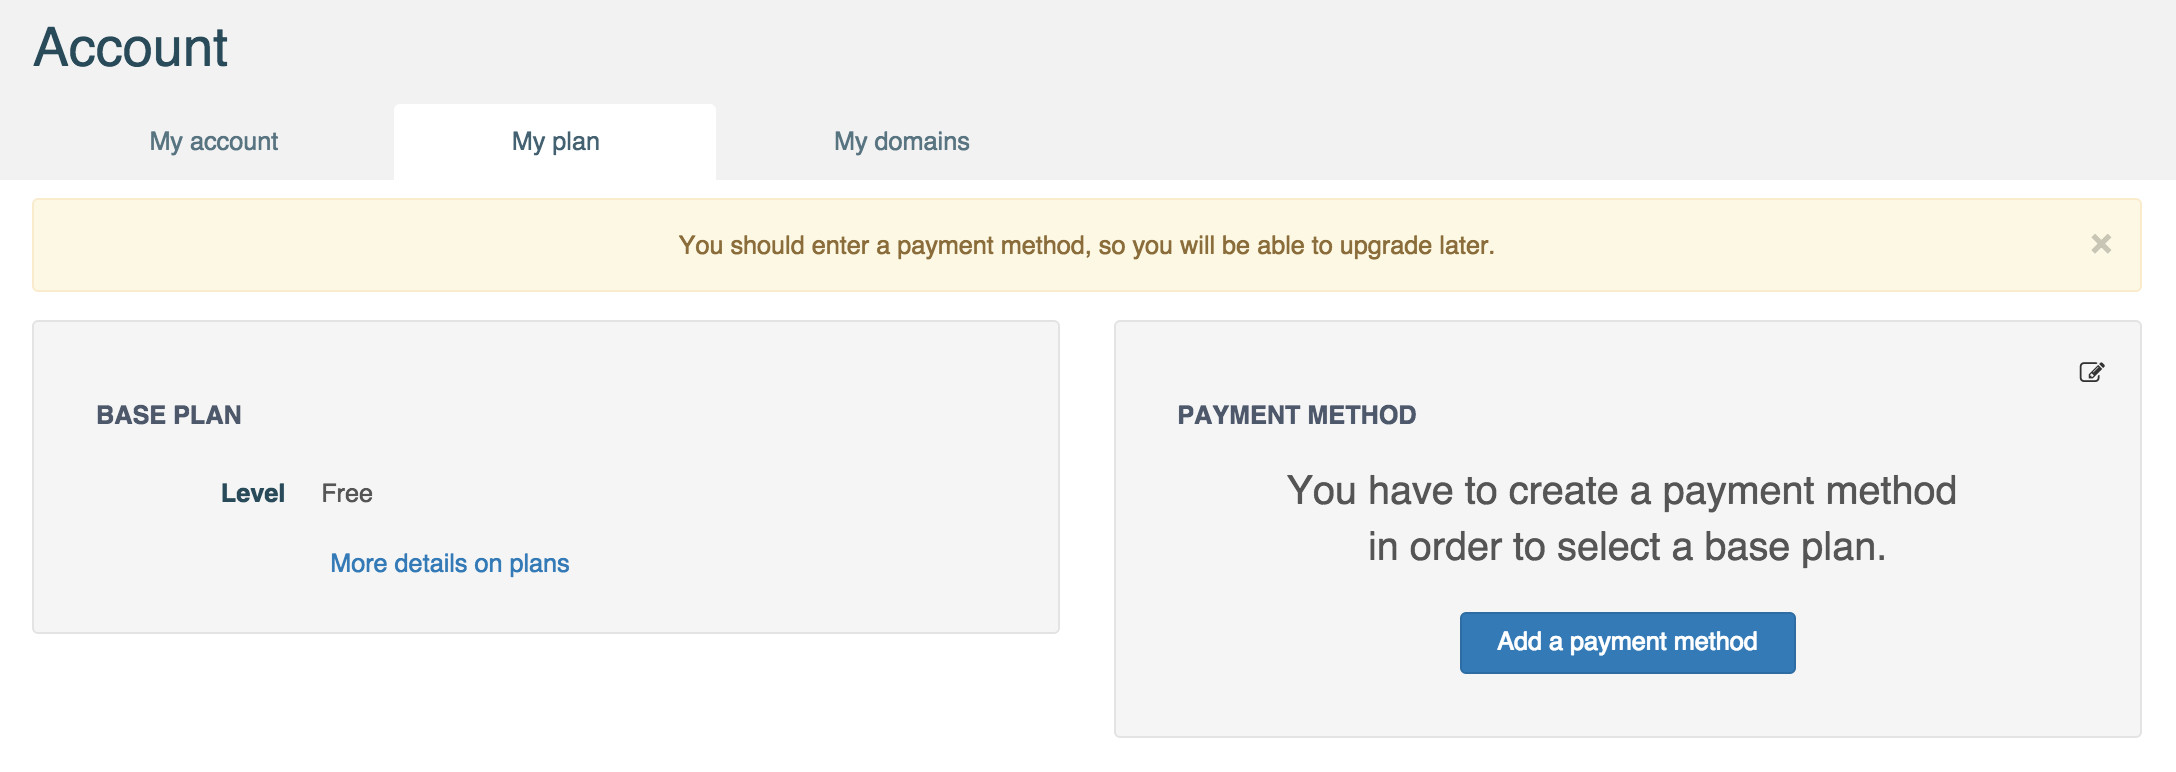 Account
My account
My plan
My domains
You should enter a payment method, so you will be able to upgrade later.
×
BASE PLAN
Level Free
More details on plans
PAYMENT METHOD
You have to create a payment method
in order to select a base plan.
Add a payment method